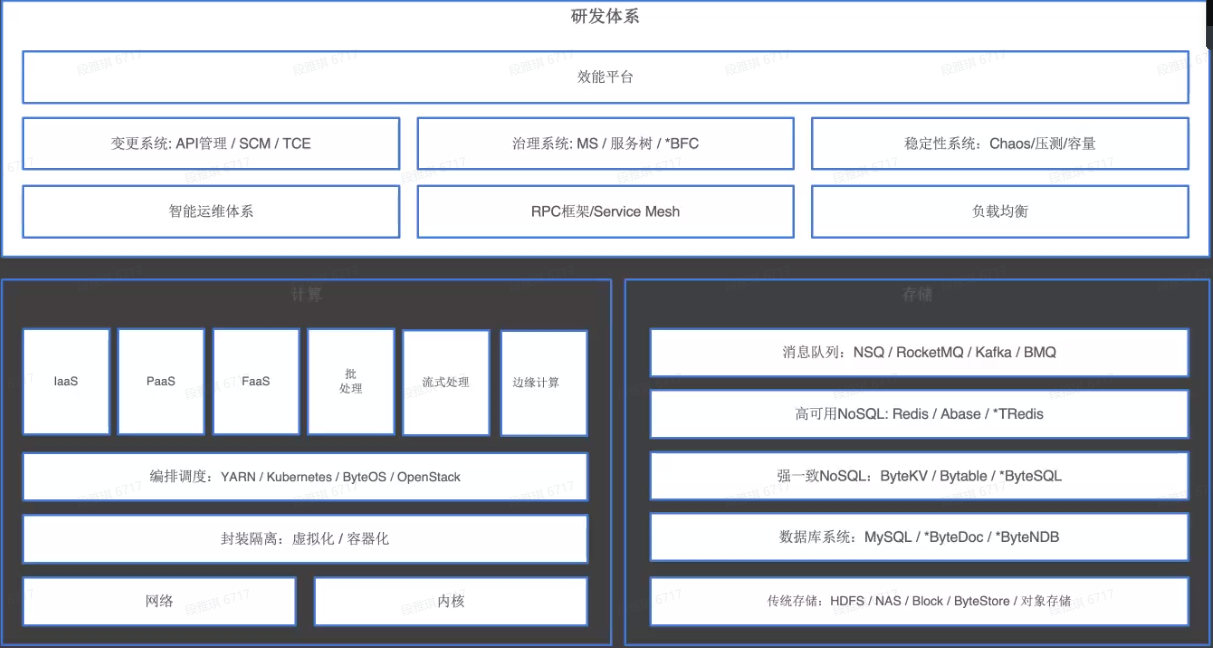 研发体系
效能平台
变更系统: API管理 / SCM / TCE
治理系统: MS / 服务树 / *BFC
稳定性系统：Chaos/压测/容量
智能运维体系
RPC框架/Service Mesh
负载均衡
计算
IaaS
PaaS
FaaS
批
处理
流式处理
边缘计算
编排调度：YARN / Kubernetes / ByteOS / OpenStack
封装隔离：虚拟化 / 容器化
网络
内核
存储
消息队列：NSQ / RocketMQ / Kafka / BMQ
高可用NoSQL: Redis / Abase / *TRedis
强一致NoSQL：ByteKV / Bytable / *ByteSQL
数据库系统：MySQL / *ByteDoc / *ByteNDB
传统存储：HDFS / NAS / Block / ByteStore / 对象存储